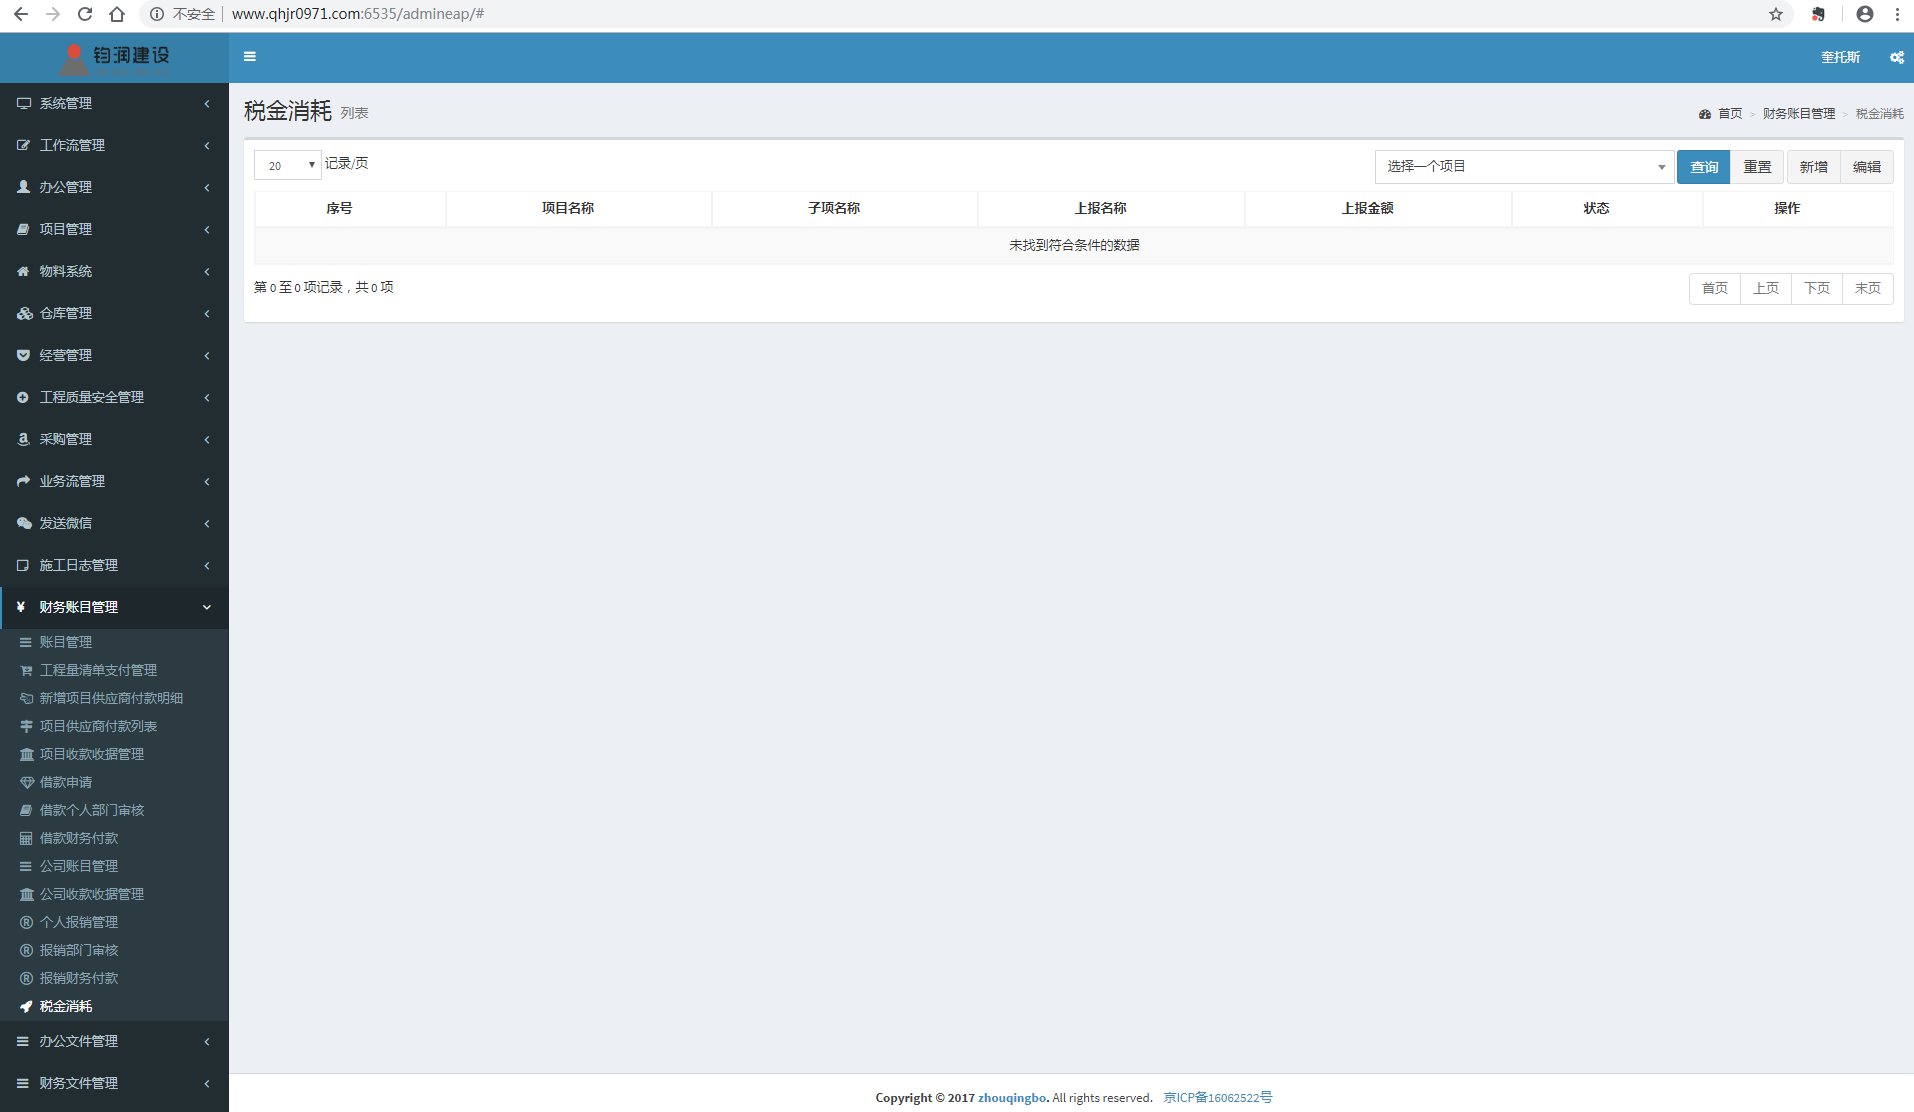 不安全 www.qhjr0971.com:6535/admineap/#
钧润建设
奎托斯
系统管理
工作流管理
办公管理
项目管理
物料系统
仓库管理
经营管理
工程质量安全管理
采购管理
业务流管理
发送微信
施工日志管理
财务账目管理
账目管理
工程量清单支付管理
新增项目供应商付款明细
项目供应商付款列表
项目收款收据管理
借款申请
借款个人部门审核
借款财务付款
公司账目管理
公司收款收据管理
个人报销管理
报销部门审核
报销财务付款
税金消耗
办公文件管理
财务文件管理
税金消耗 列表
首页 > 财务账目管理 > 税金消耗
20 记录/页
选择一个项目 查询 重置 新增 编辑
序号 项目名称 子项名称 上报名称 上报金额 状态 操作
未找到符合条件的数据
第 0 至 0 项记录，共 0 项
首页 上页 下页 末页
Copyright © 2017 zhouqingbo. All rights reserved. 京ICP备16062522号